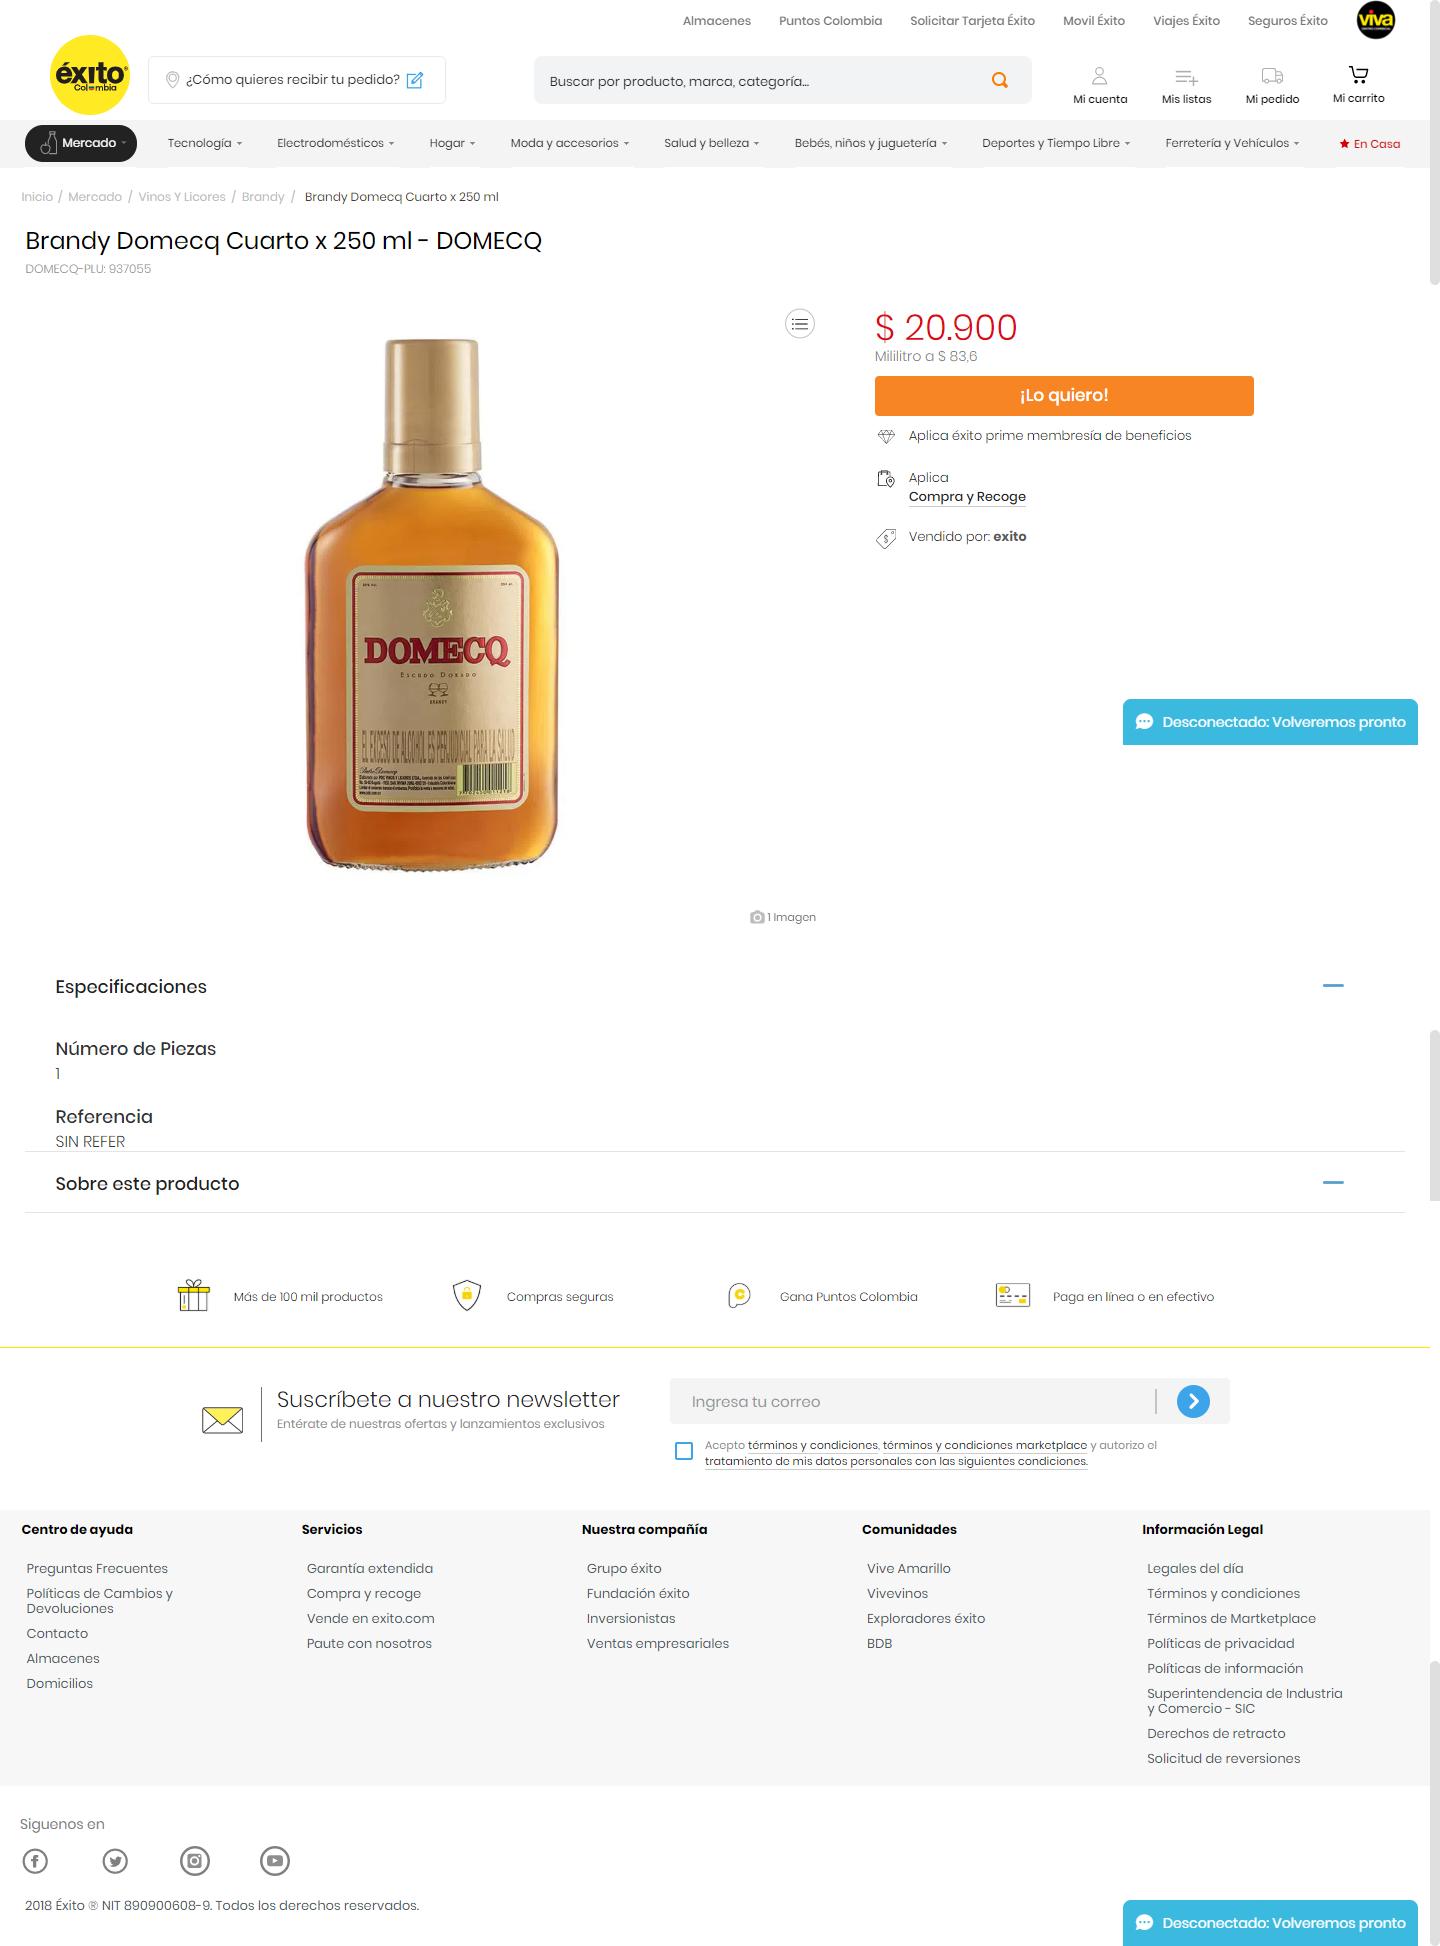 Almacenes Puntos Colombia Solicitar Tarjeta Éxito Movil Éxito Viajes Éxito Seguros Éxito viva
éxito
Colombia
¿Cómo quieres recibir tu pedido?
Buscar por producto, marca, categoría...
Mi cuenta Mis listas Mi pedido Mi carrito
Mercado Tecnología Electrodomésticos Hogar Moda y accesorios Salud y belleza Bebés, niños y juguetería Deportes y Tiempo Libre Ferretería y Vehículos En Casa
Inicio / Mercado / Vinos Y Licores / Brandy / Brandy Domecq Cuarto x 250 ml
Brandy Domecq Cuarto x 250 ml - DOMECQ
DOMECQ-PLU: 937055
DOMECQ
Escudo Dorado
BRANDY
EL EXCESO DE ALCOHOL ES PERJUDICIAL PARA LA SALUD
1 Imagen
$ 20.900
Mililitro a $ 83,6
¡Lo quiero!
Aplica éxito prime membresía de beneficios
Aplica
Compra y Recoge
Vendido por: exito
Desconectado: Volveremos pronto
Especificaciones
Número de Piezas
1
Referencia
SIN REFER
Sobre este producto
Más de 100 mil productos
Compras seguras
Gana Puntos Colombia
Paga en línea o en efectivo
Suscríbete a nuestro newsletter
Entérate de nuestras ofertas y lanzamientos exclusivos
Ingresa tu correo
Acepto términos y condiciones, términos y condiciones marketplace y autorizo el
tratamiento de mis datos personales con las siguientes condiciones.
Centro de ayuda
Preguntas Frecuentes
Políticas de Cambios y
Devoluciones
Contacto
Almacenes
Domicilios
Servicios
Garantía extendida
Compra y recoge
Vende en exito.com
Paute con nosotros
Nuestra compañía
Grupo éxito
Fundación éxito
Inversionistas
Ventas empresariales
Comunidades
Vive Amarillo
Vivevinos
Exploradores éxito
BDB
Información Legal
Legales del día
Términos y condiciones
Términos de Martketplace
Políticas de privacidad
Políticas de información
Superintendencia de Industria
y Comercio - SIC
Derechos de retracto
Solicitud de reversiones
Siguenos en
2018 Éxito ® NIT 890900608-9. Todos los derechos reservados.
Desconectado: Volveremos pronto